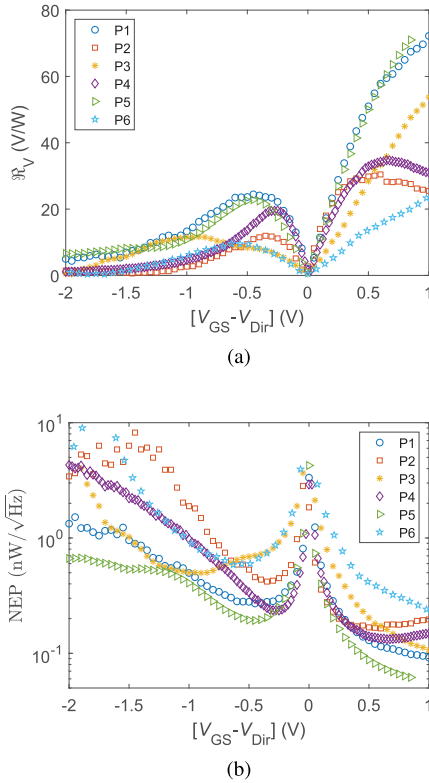 80
60
40
20
0
ℜV (V/W)
P1
P2
P3
P4
P5
P6
-2 -1.5 -1 -0.5 0 0.5 1
[VGS-VDir] (V)
(a)
10^1
10^0
10^-1
NEP (nW/√Hz)
P1
P2
P3
P4
P5
P6
-2 -1.5 -1 -0.5 0 0.5 1
[VGS-VDir] (V)
(b)